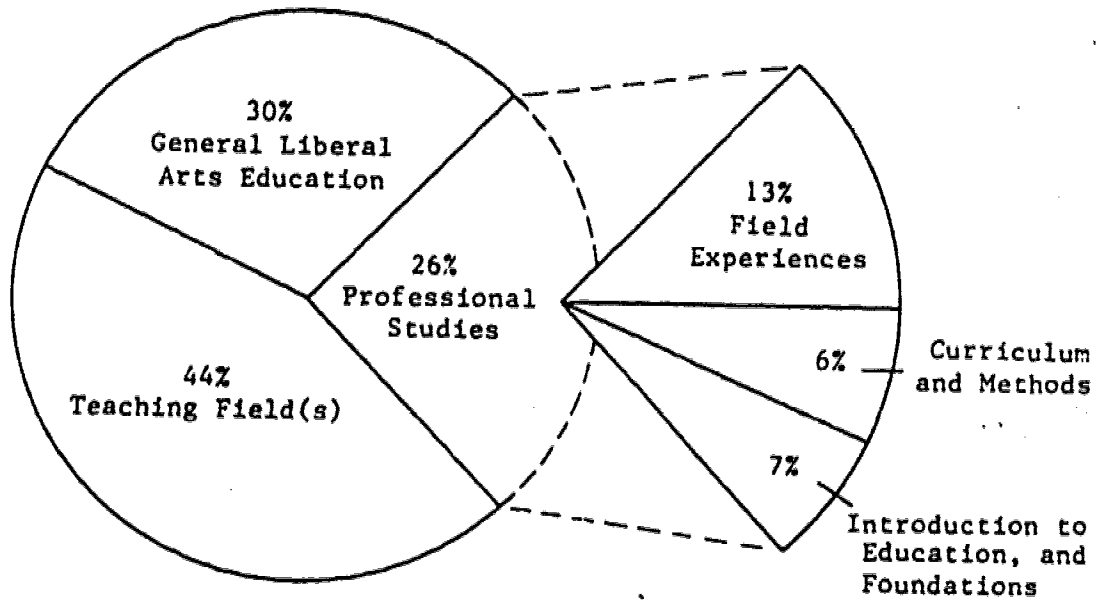 30%
General Liberal
Arts Education
26%
Professional
Studies
44%
Teaching Field(s)
13%
Field
Experiences
6%
Curriculum
and Methods
7%
Introduction to
Education, and
Foundations